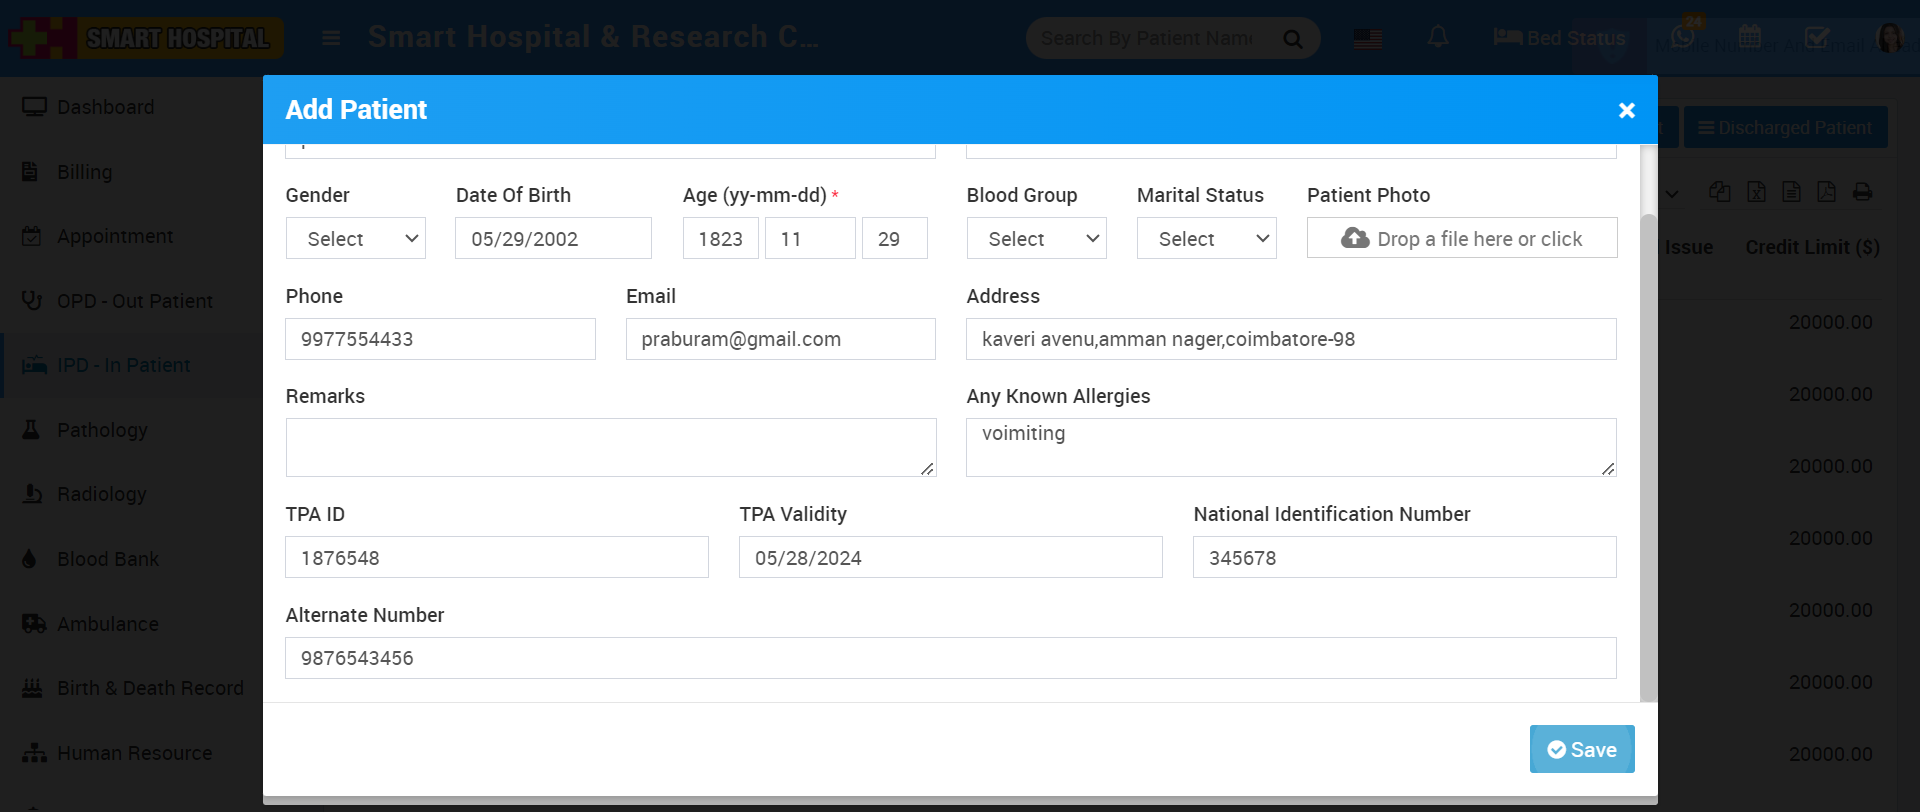 SMART HOSPITAL
Smart Hospital & Research C...
Search By Patient Name
Bed Status
24
Add Patient
Discharged Patient
Dashboard
Billing
Appointment
OPD - Out Patient
IPD - In Patient
Pathology
Radiology
Blood Bank
Ambulance
Birth & Death Record
Human Resource
Gender
Date Of Birth
Age (yy-mm-dd) *
Blood Group
Marital Status
Patient Photo
Select
05/29/2002
1823
11
29
Select
Select
Drop a file here or click
Phone
Email
Address
9977554433
praburam@gmail.com
kaveri avenu,amman nager,coimbatore-98
Remarks
Any Known Allergies
voimiting
TPA ID
TPA Validity
National Identification Number
1876548
05/28/2024
345678
Alternate Number
9876543456
Save
Issue
Credit Limit ($)
20000.00
20000.00
20000.00
20000.00
20000.00
20000.00
20000.00